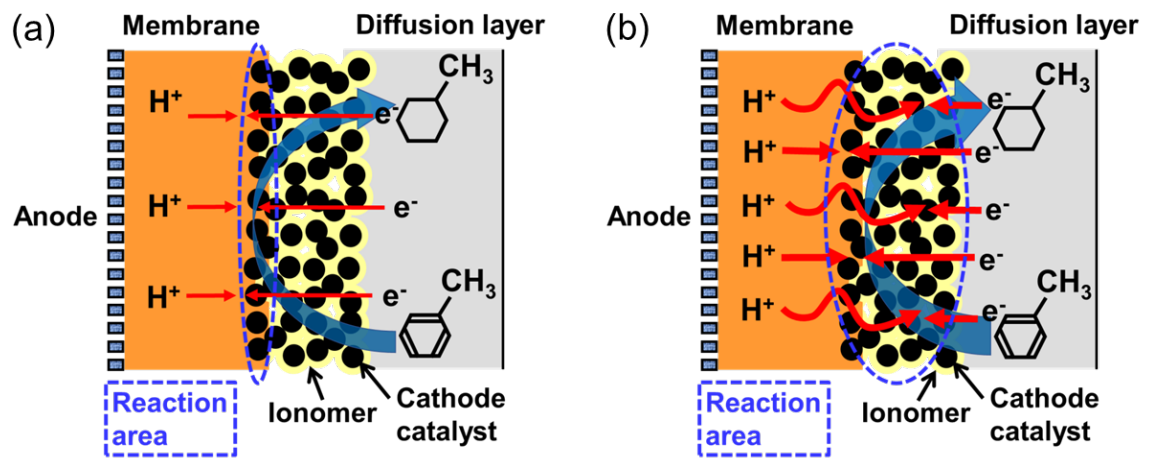 (a)
Membrane
Diffusion layer
CH₃
H⁺
e⁻
Anode
H⁺
e⁻
H⁺
e⁻
CH₃
Reaction
area
Ionomer
Cathode
catalyst
(b)
Membrane
Diffusion layer
CH₃
H⁺
e⁻
H⁺
e⁻
Anode
H⁺
e⁻
H⁺
e⁻
CH₃
H⁺
e⁻
Reaction
area
Ionomer
Cathode
catalyst